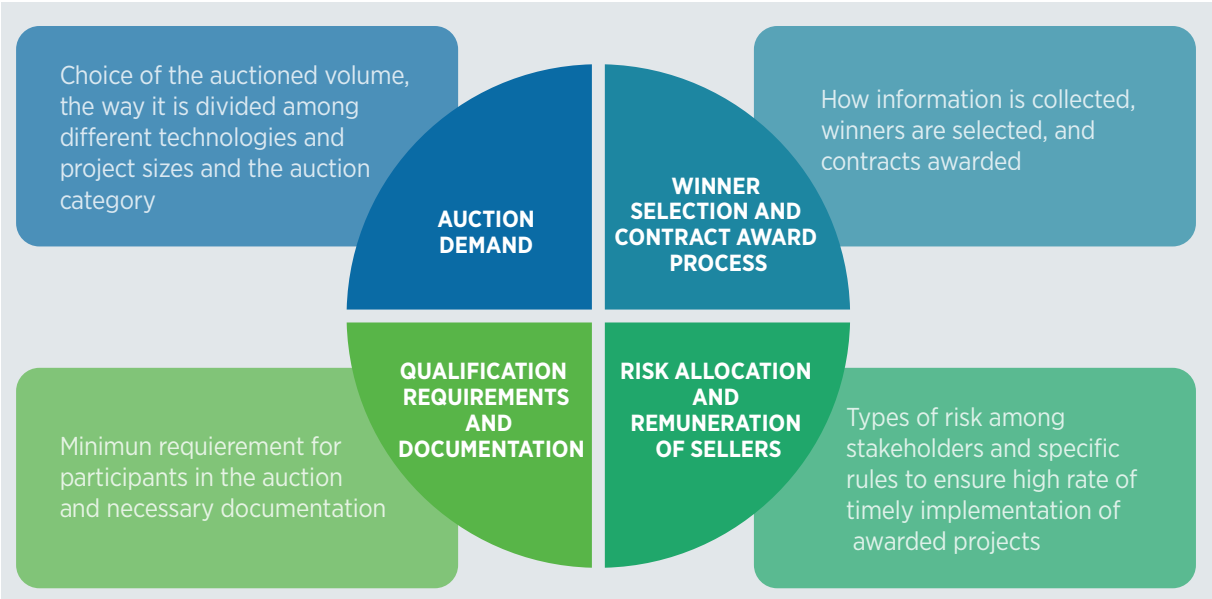 Choice of the auctioned volume,
the way it is divided among
different technologies and
project sizes and the auction
category
AUCTION
DEMAND
WINNER
SELECTION AND
CONTRACT AWARD
PROCESS
How information is collected,
winners are selected, and
contracts awarded
Minimun requierement for
participants in the auction
and necessary documentation
QUALIFICATION
REQUIREMENTS
AND
DOCUMENTATION
RISK ALLOCATION
AND
REMUNERATION
OF SELLERS
Types of risk among
stakeholders and specific
rules to ensure high rate of
timely implementation of
awarded projects